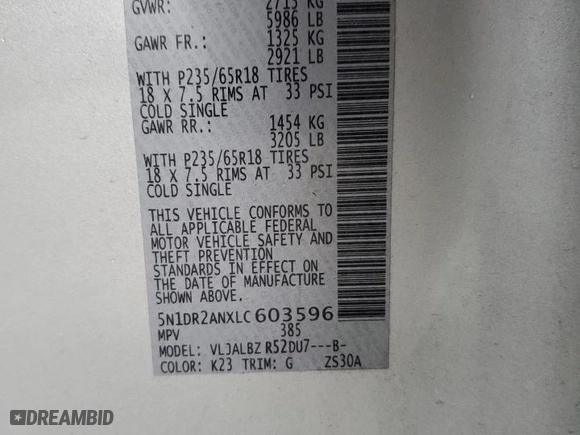 GVWR: 2715 KG
5986 LB
GAWR FR.: 1325 KG
2921 LB
WITH P235/65R18 TIRES
18 X 7.5 RIMS AT 33 PSI
COLD SINGLE
GAWR RR.: 1454 KG
3205 LB
WITH P235/65R18 TIRES
18 X 7.5 RIMS AT 33 PSI
COLD SINGLE
THIS VEHICLE CONFORMS TO
ALL APPLICABLE FEDERAL
MOTOR VEHICLE SAFETY AND
THEFT PREVENTION
STANDARDS IN EFFECT ON
THE DATE OF MANUFACTURE
SHOWN ABOVE.
5N1DR2ANXLC603596
MPV 385
MODEL: VLJALBZ R52DU7---B-
COLOR: K23 TRIM: G ZS30A
DREAMBID